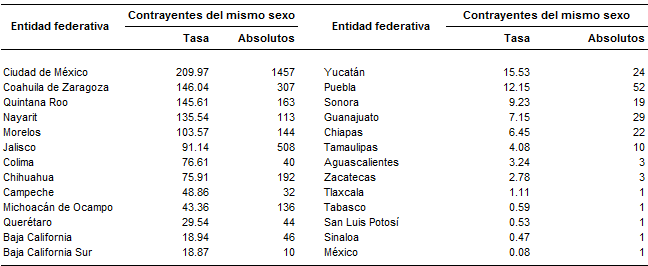 Entidad federativa Contrayentes del mismo sexo Entidad federativa Contrayentes del mismo sexo
Tasa Absolutos Tasa Absolutos
Ciudad de México 209.97 1457 Yucatán 15.53 24
Coahuila de Zaragoza 146.04 307 Puebla 12.15 52
Quintana Roo 145.61 163 Sonora 9.23 19
Nayarit 135.54 113 Guanajuato 7.15 29
Morelos 103.57 144 Chiapas 6.45 22
Jalisco 91.14 508 Tamaulipas 4.08 10
Colima 76.61 40 Aguascalientes 3.24 3
Chihuahua 75.91 192 Zacatecas 2.78 3
Campeche 48.86 32 Tlaxcala 1.11 1
Michoacán de Ocampo 43.36 136 Tabasco 0.59 1
Querétaro 29.54 44 San Luis Potosí 0.53 1
Baja California 18.94 46 Sinaloa 0.47 1
Baja California Sur 18.87 10 México 0.08 1